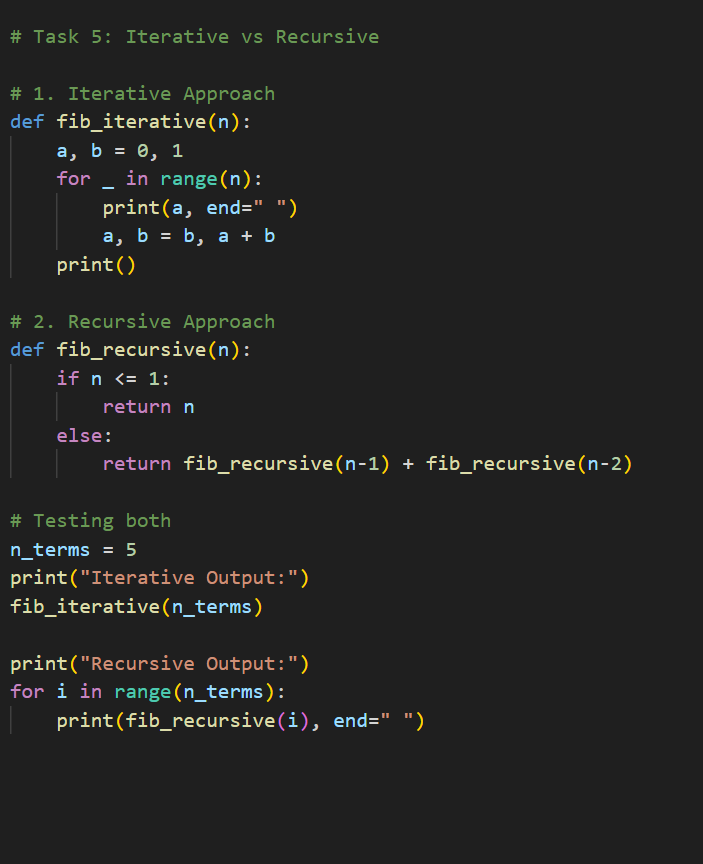 # Task 5: Iterative vs Recursive
# 1. Iterative Approach
def fib_iterative(n):
    a, b = 0, 1
    for _ in range(n):
        print(a, end=" ")
        a, b = b, a + b
    print()
# 2. Recursive Approach
def fib_recursive(n):
    if n <= 1:
        return n
    else:
        return fib_recursive(n-1) + fib_recursive(n-2)
# Testing both
n_terms = 5
print("Iterative Output:")
fib_iterative(n_terms)
print("Recursive Output:")
for i in range(n_terms):
    print(fib_recursive(i), end=" ")